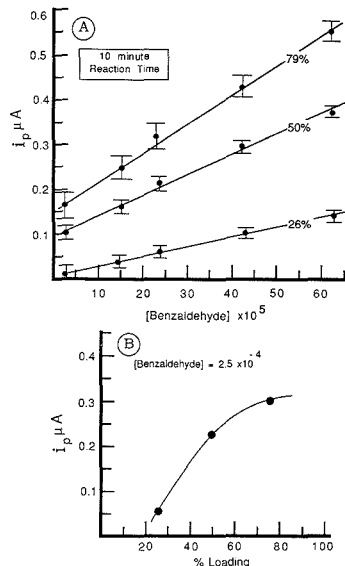 A
10 minute
Reaction Time
79%
50%
26%
0.6
0.5
0.4
0.3
0.2
0.1
i p μA
10 20 30 40 50 60
[Benzaldehyde] x10 5
B
[Benzaldehyde] = 2.5 x10 -4
0.4
0.3
0.2
0.1
i p μA
20 40 60 80 100
% Loading